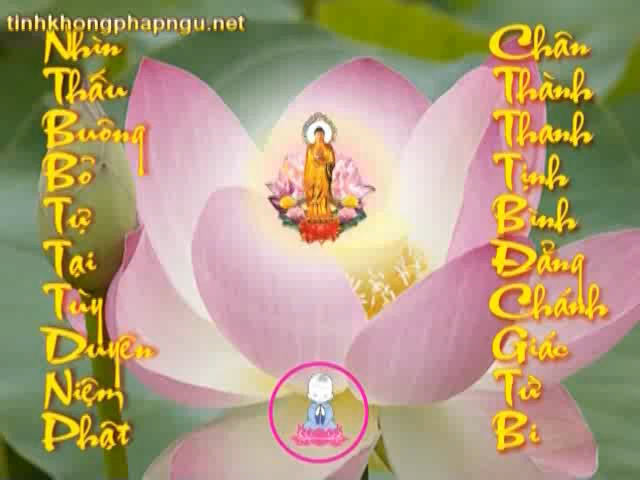 tinhkhongphapngu.net
Nhìn
Thấu
Buông
Bỏ
Tự
Tại
Tùy
Duyên
Niệm
Phật
Chân
Thành
Thanh
Tịnh
Bình
Đẳng
Chánh
Giác
Từ
Bi